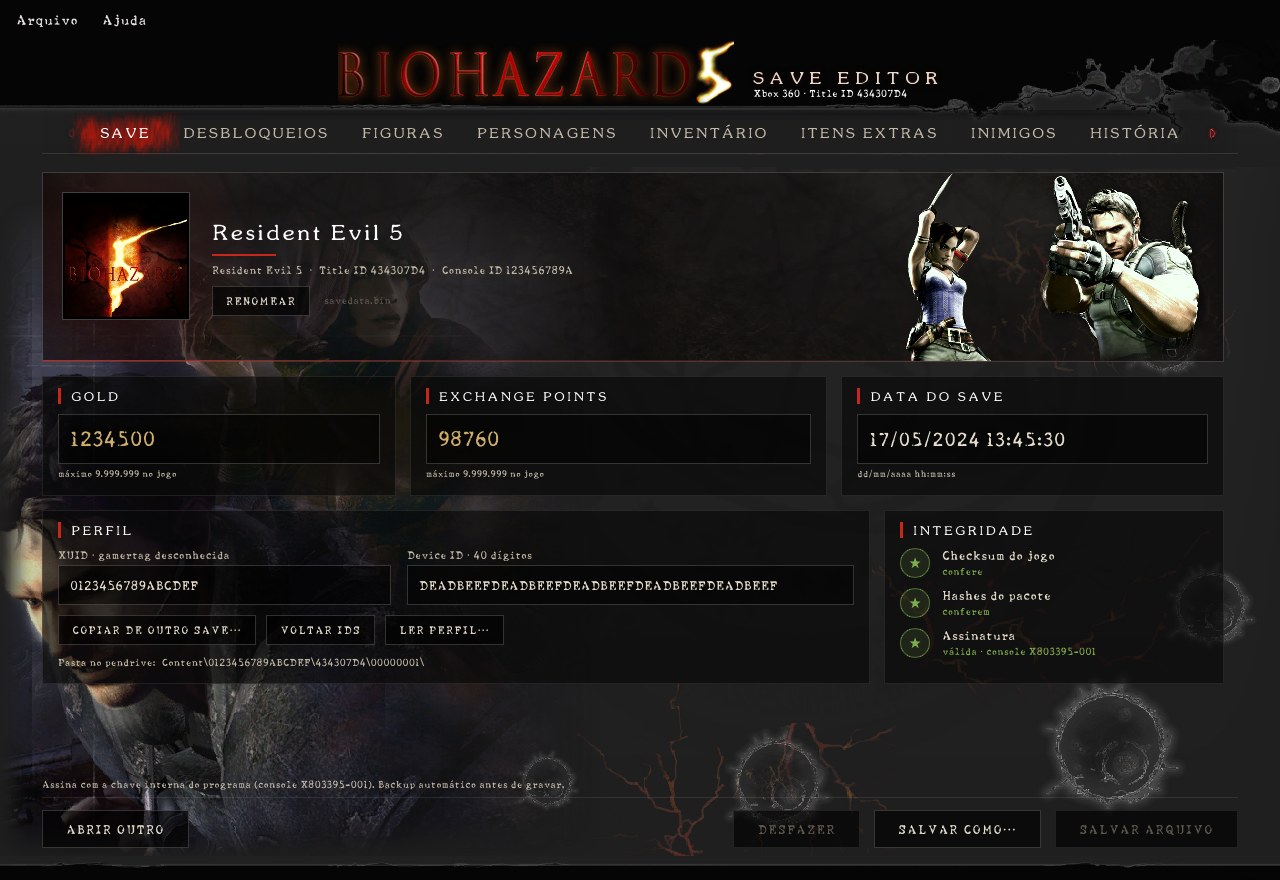 Arquivo Ajuda
BIOHAZARD 5
SAVE EDITOR
Xbox 360 · Title ID 434307D4
SAVE DESBLOQUEIOS FIGURAS PERSONAGENS INVENTÁRIO ITENS EXTRAS INIMIGOS HISTÓRIA
BIOHAZARD
Resident Evil 5
Resident Evil 5 · Title ID 434307D4 · Console ID 123456789A
RENOMEAR savedata.bin
GOLD
1234500
máximo 9.999.999 no jogo
EXCHANGE POINTS
98760
máximo 9.999.999 no jogo
DATA DO SAVE
17/05/2024 13:45:30
dd/mm/aaaa hh:mm:ss
PERFIL
XUID · gamertag desconhecida
0123456789ABCDEF
Device ID · 40 dígitos
DEADBEEFDEADBEEFDEADBEEFDEADBEEFDEADBEEF
COPIAR DE OUTRO SAVE... VOLTAR IDS LER PERFIL...
Pasta no pendrive: Content\0123456789ABCDEF\434307D4\00000001\
INTEGRIDADE
Checksum do jogo
confere
Hashes do pacote
conferem
Assinatura
válida · console X803395-001
Assina com a chave interna do programa (console X803395-001). Backup automático antes de gravar.
ABRIR OUTRO DESFAZER SALVAR COMO... SALVAR ARQUIVO